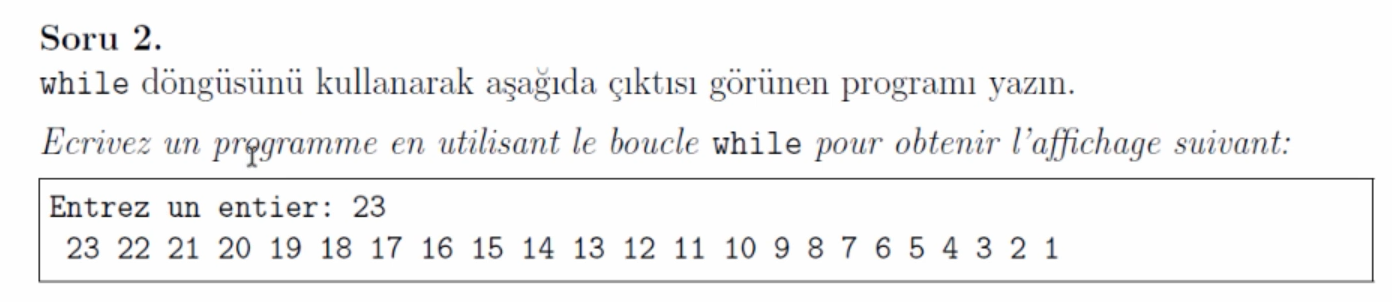 Soru 2.
while döngüsünü kullanarak aşağıda çıktısı görünen programı yazın.
Ecrivez un programme en utilisant le boucle while pour obtenir l'affichage suivant:
Entrez un entier: 23
23 22 21 20 19 18 17 16 15 14 13 12 11 10 9 8 7 6 5 4 3 2 1